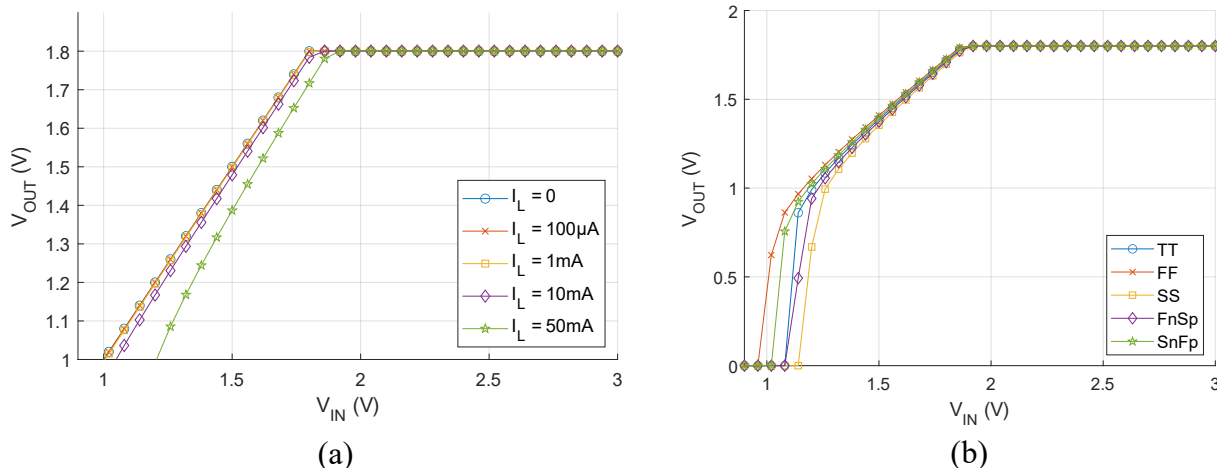 1.8
1.7
1.6
1.5
1.4
1.3
1.2
1.1
1
V_OUT (V)
1
1.5
2
2.5
3
V_IN (V)
I_L = 0
I_L = 100µA
I_L = 1mA
I_L = 10mA
I_L = 50mA
(a)
2
1.5
1
0.5
0
V_OUT (V)
1
1.5
2
2.5
3
V_IN (V)
TT
FF
SS
FnSp
SnFp
(b)